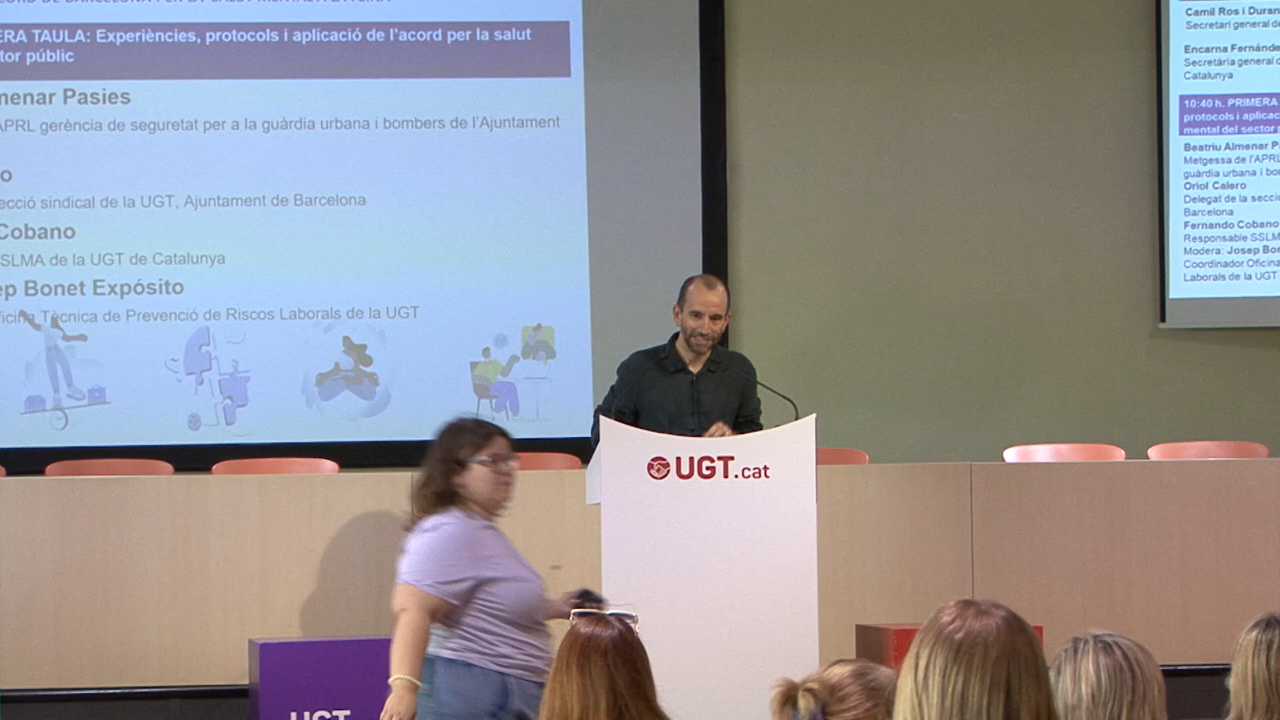 ERA TAULA: Experiències, protocols i aplicació de l'acord per la salut
tor públic
menar Pasies
APRL gerència de seguretat per a la guàrdia urbana i bombers de l'Ajuntament
o
ecció sindical de la UGT, Ajuntament de Barcelona
Cobano
SSLMA de la UGT de Catalunya
ep Bonet Expósito
ficina Tècnica de Prevenció de Riscos Laborals de la UGT
Camil Ros i Duran
Secretari general de
Encarna Fernánde
Secretària general d
Catalunya
10:40 h. PRIMERA
protocols i aplicac
mental del sector
Beatriu Almenar P
Metgessa de l'APRL
guàrdia urbana i bo
Oriol Calero
Delegat de la secci
Barcelona
Fernando Cobano
Responsable SSLM
Modera: Josep Bon
Coordinador Oficina
Laborals de la UGT
UGT.cat
UGT